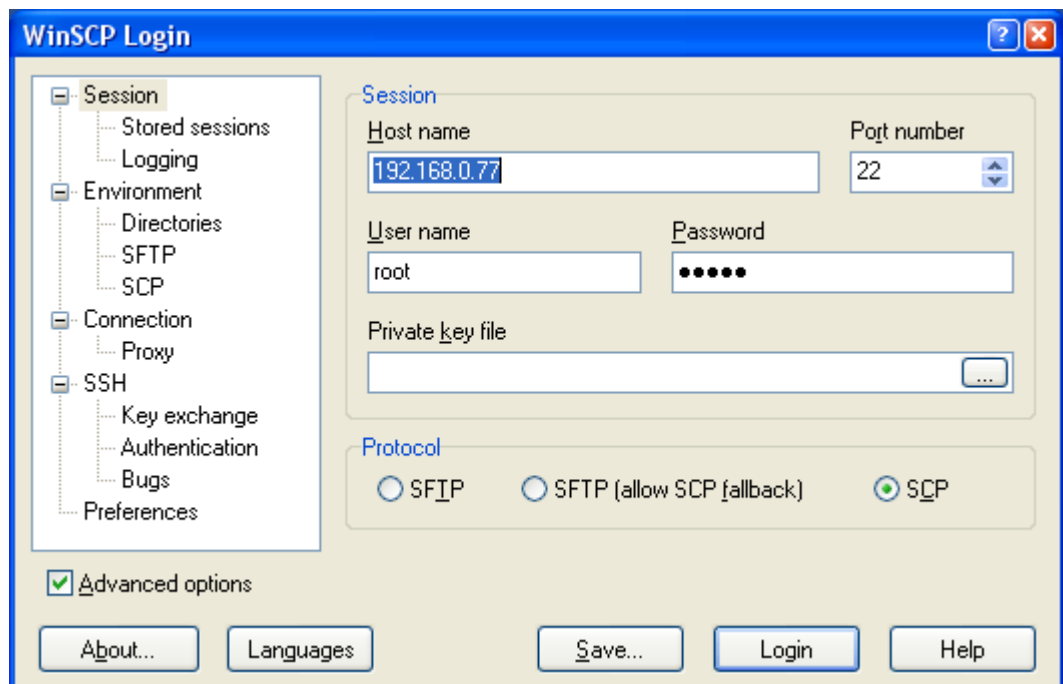 WinSCP Login
Session
Stored sessions
Logging
Environment
Directories
SFTP
SCP
Connection
Proxy
SSH
Key exchange
Authentication
Bugs
Preferences
Session
Host name Port number
192.168.0.77 22
User name Password
root •••••
Private key file
...
Protocol
SFTP SFTP (allow SCP fallback) SCP
Advanced options
About... Languages Save... Login Help